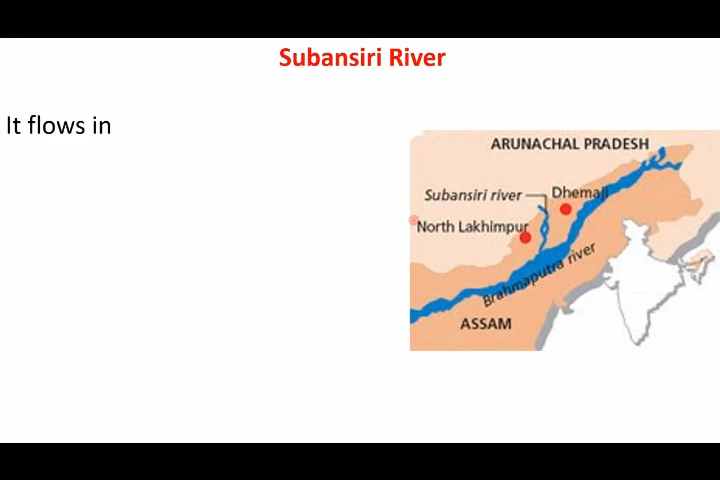 Subansiri River
It flows in
ARUNACHAL PRADESH
Subansiri river
Dhemaji
North Lakhimpur
Brahmaputra river
ASSAM